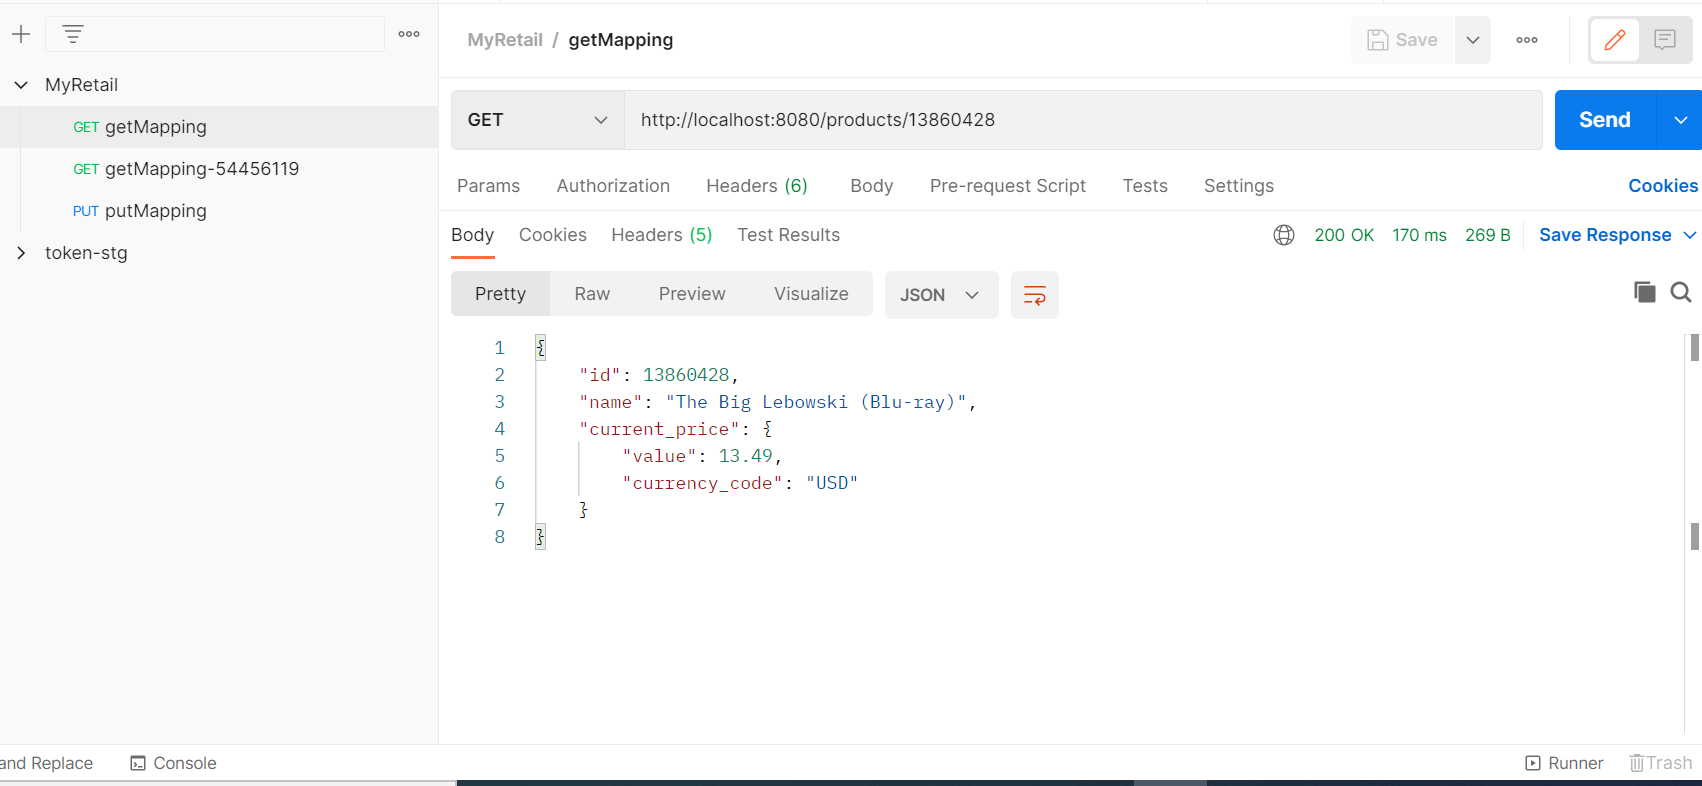 MyRetail
GET getMapping
GET getMapping-54456119
PUT putMapping
token-stg
MyRetail / getMapping
Save
GET
http://localhost:8080/products/13860428
Send
Params Authorization Headers (6) Body Pre-request Script Tests Settings Cookies
Body Cookies Headers (5) Test Results 200 OK 170 ms 269 B Save Response
Pretty Raw Preview Visualize JSON
1 {
2 "id": 13860428,
3 "name": "The Big Lebowski (Blu-ray)",
4 "current_price": {
5 "value": 13.49,
6 "currency_code": "USD"
7 }
8 }
and Replace Console Runner Trash